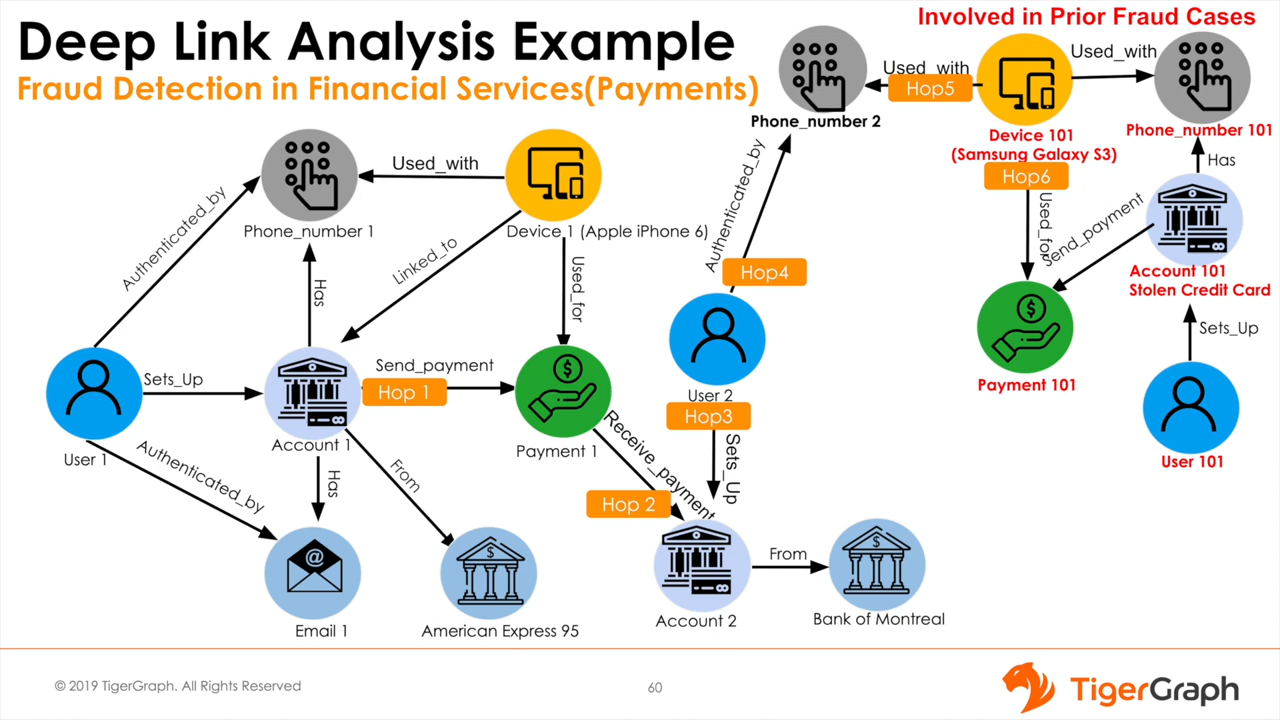 Deep Link Analysis Example
Fraud Detection in Financial Services(Payments)
Involved in Prior Fraud Cases
Used_with
Hop5
Used_with
Phone_number 2
Device 101
(Samsung Galaxy S3)
Phone_number 101
Hop6
Has
Used_for
Send_payment
Account 101
Stolen Credit Card
Sets_Up
Payment 101
User 101
Authenticated_by
Hop4
User 2
Hop3
Sets_Up
Used_with
Phone_number 1
Device 1 (Apple iPhone 6)
Authenticated_by
Linked_to
Has
Used_for
Sets_Up
Send_payment
Hop 1
User 1
Account 1
Payment 1
Authenticated_by
Has
From
Receive_payment
Hop 2
From
Email 1
American Express 95
Account 2
Bank of Montreal
© 2019 TigerGraph. All Rights Reserved
60
TigerGraph